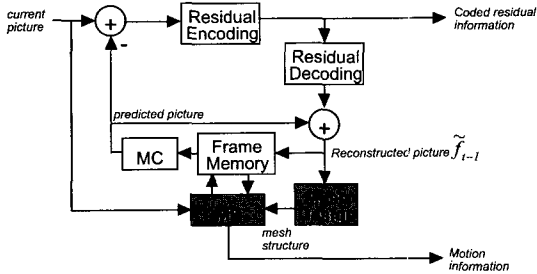 current
picture
+
-
Residual
Encoding
Coded residual
information
Residual
Decoding
predicted picture
+
MC
Frame
Memory
Reconstructed picture f̃ t-1
mesh
structure
Motion
information